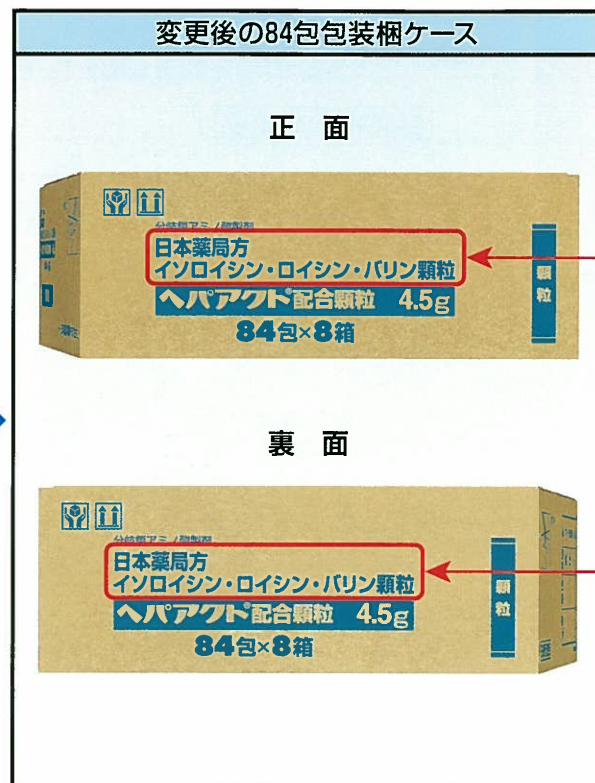 変更後の84包包装梱ケース
正 面
分岐鎖アミノ酸製剤
日本薬局方
イソロイシン・ロイシン・バリン顆粒
ヘパアクト®配合顆粒 4.5g
84包×8箱
顆粒
裏 面
分岐鎖アミノ酸製剤
日本薬局方
イソロイシン・ロイシン・バリン顆粒
ヘパアクト®配合顆粒 4.5g
84包×8箱
顆粒